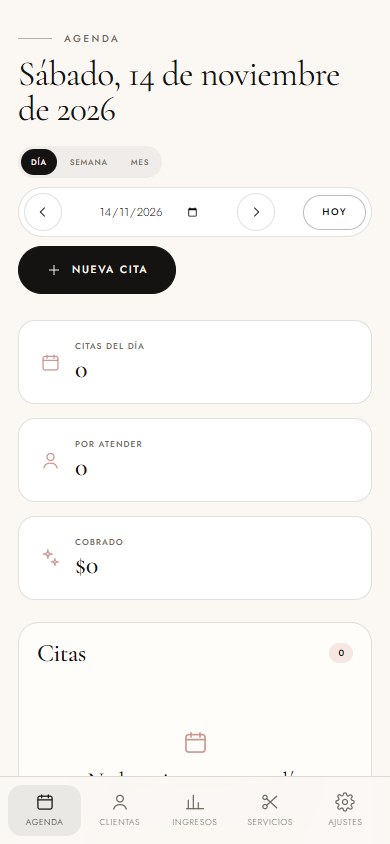 AGENDA
Sábado, 14 de noviembre
de 2026
DÍA SEMANA MES
14/11/2026 HOY
+ NUEVA CITA
CITAS DEL DÍA
0
POR ATENDER
0
COBRADO
$0
Citas 0
AGENDA CLIENTAS INGRESOS SERVICIOS AJUSTES